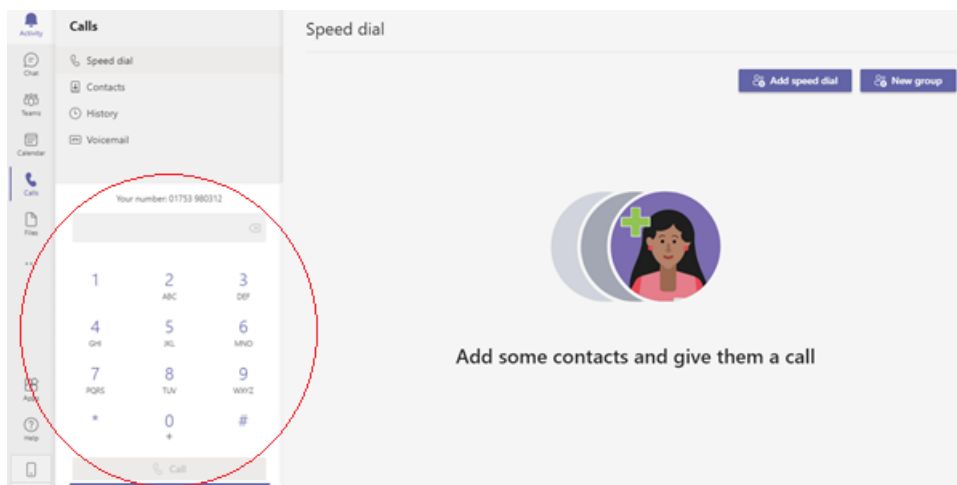 Activity
Chat
Teams
Calendar
Calls
Files
...
Apps
Help
Calls
Speed dial
Contacts
History
Voicemail
Your number: 01753 980312
1
2
3
ABC
DEF
4
5
6
GHI
JKL
MNO
7
8
9
PQRS
TUV
WXYZ
*
0
#
+
Call
Speed dial
Add speed dial
New group
Add some contacts and give them a call